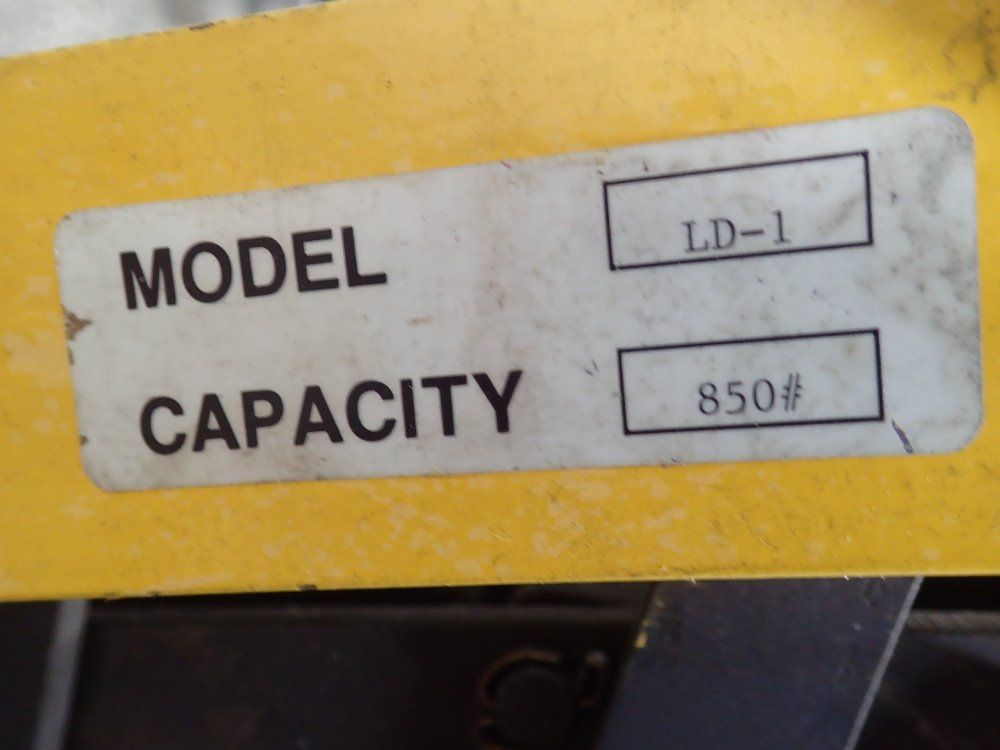 MODEL LD-1
CAPACITY 850#